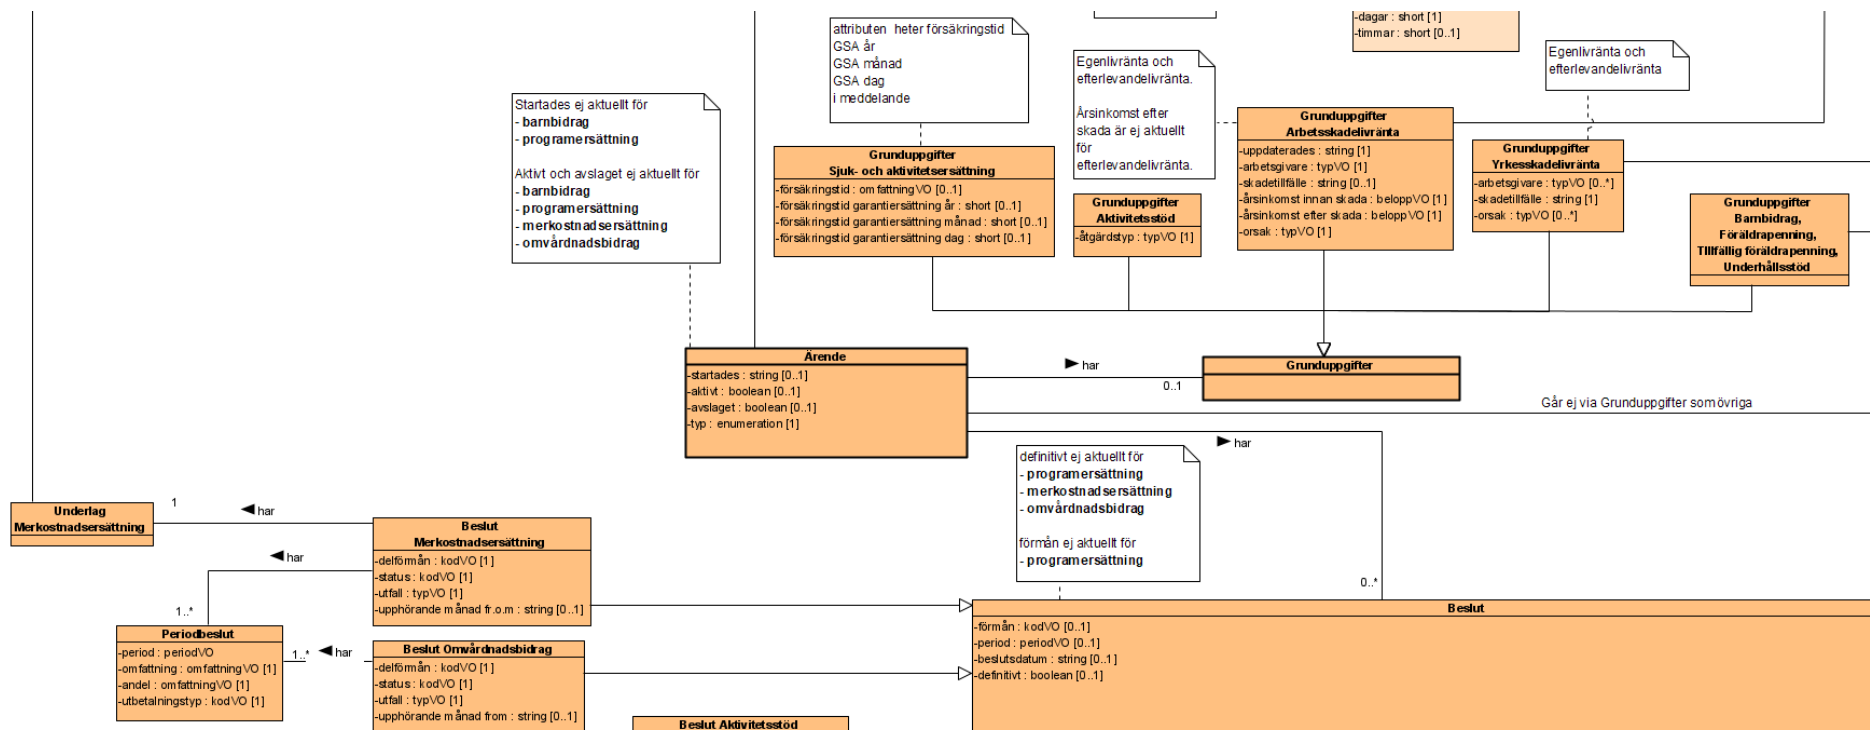 -dagar : short [1]
-timmar : short [0..1]
attributen heter försäkringstid
GSA år
GSA månad
GSA dag
i meddelande
Egenlivränta och
efterlevandelivränta.
Årsinkomst efter
skada är ej aktuellt
för
efterlevandelivränta.
Egenlivränta och
efterlevandelivränta
Startades ej aktuellt för
- barnbidrag
- programersättning
Aktivt och avslaget ej aktuellt för
- barnbidrag
- programersättning
- merkostnadsersättning
- omvårdnadsbidrag
Grunduppgifter
Sjuk- och aktivitetsersättning
-försäkringstid : omfattningVO [0..1]
-försäkringstid garantiersättning år : short [0..1]
-försäkringstid garantiersättning månad : short [0..1]
-försäkringstid garantiersättning dag : short [0..1]
Grunduppgifter
Aktivitetsstöd
-åtgärdstyp : typVO [1]
Grunduppgifter
Arbetsskadelivränta
-uppdaterades : string [1]
-arbetsgivare : typVO [1]
-skadetillfälle : string [0..1]
-årsinkomst innan skada : beloppVO [1]
-årsinkomst efter skada : beloppVO [1]
-orsak : typVO [1]
Grunduppgifter
Yrkesskadelivränta
-arbetsgivare : typVO [0..*]
-skadetillfälle : string [1]
-orsak : typVO [0..*]
Grunduppgifter
Barnbidrag,
Föräldrapenning,
TIllfällig föräldrapenning,
Underhållsstöd
Ärende
-startades : string [0..1]
-aktivt : boolean [0..1]
-avslaget : boolean [0..1]
-typ : enumeration [1]
har
0..1
Grunduppgifter
Går ej via Grunduppgifter som övriga
har
definitivt ej aktuellt för
- programersättning
- merkostnadsersättning
- omvårdnadsbidrag
förmån ej aktuellt för
- programersättning
0..*
Underlag
Merkostnadsersättning
1
har
Beslut
Merkostnadsersättning
-delförmån : kodVO [1]
-status : kodVO [1]
-utfall : typVO [1]
-upphörande månad fr.o.m : string [0..1]
har
1..*
Periodbeslut
-period : periodVO
-omfattning : omfattningVO [1]
-andel : omfattningVO [1]
-utbetalningstyp : kodVO [1]
1..*
har
Beslut Omvårdnadsbidrag
-delförmån : kodVO [1]
-status : kodVO [1]
-utfall : typVO [1]
-upphörande månad from : string [0..1]
Beslut
-förmån : kodVO [0..1]
-period : periodVO [0..1]
-beslutsdatum : string [0..1]
-definitivt : boolean [0..1]
Beslut Aktivitetsstöd